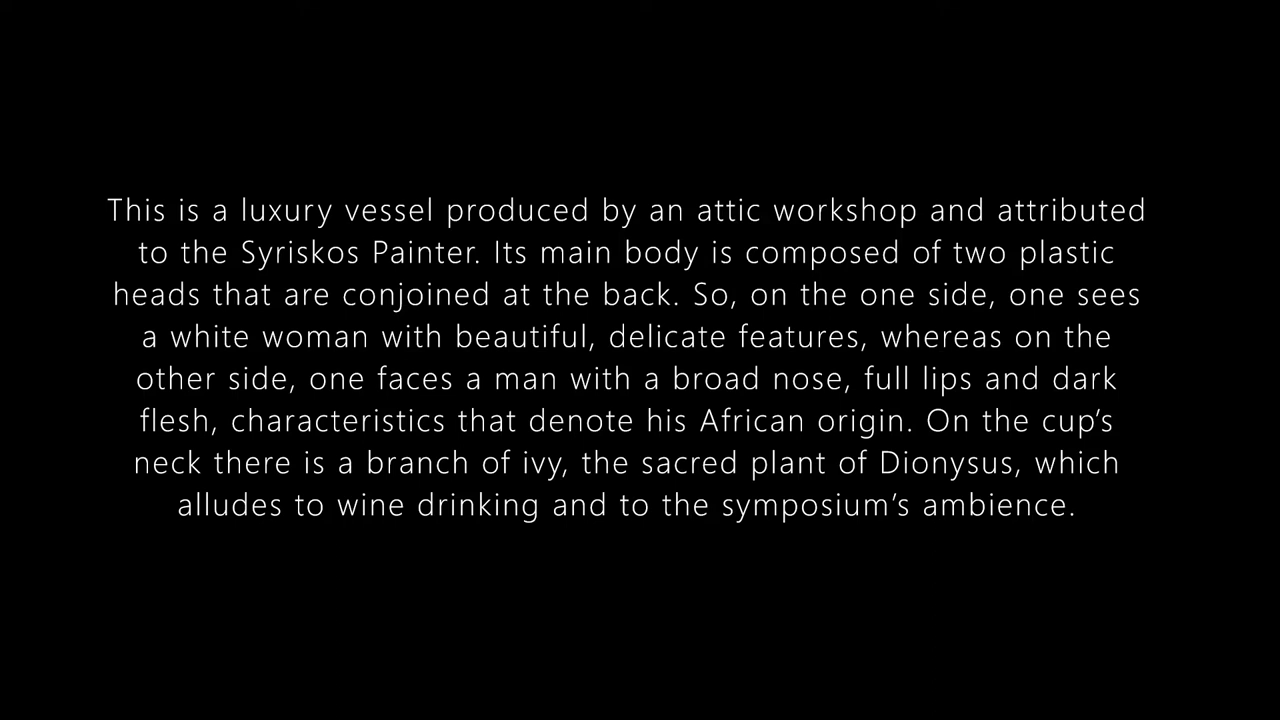 This is a luxury vessel produced by an attic workshop and attributed
to the Syriskos Painter. Its main body is composed of two plastic
heads that are conjoined at the back. So, on the one side, one sees
a white woman with beautiful, delicate features, whereas on the
other side, one faces a man with a broad nose, full lips and dark
flesh, characteristics that denote his African origin. On the cup’s
neck there is a branch of ivy, the sacred plant of Dionysus, which
alludes to wine drinking and to the symposium’s ambience.